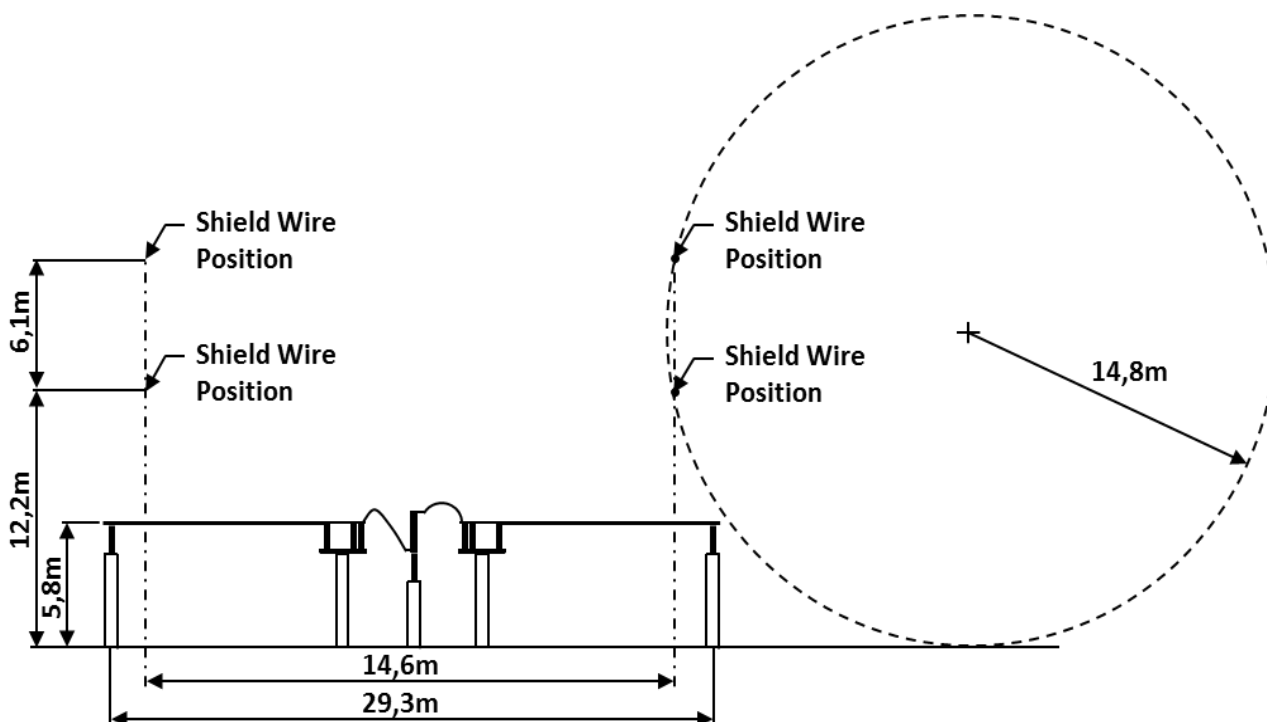 Shield Wire
Position
Shield Wire
Position
6,1m
Shield Wire
Position
Shield Wire
Position
14,8m
12,2m
5,8m
14,6m
29,3m